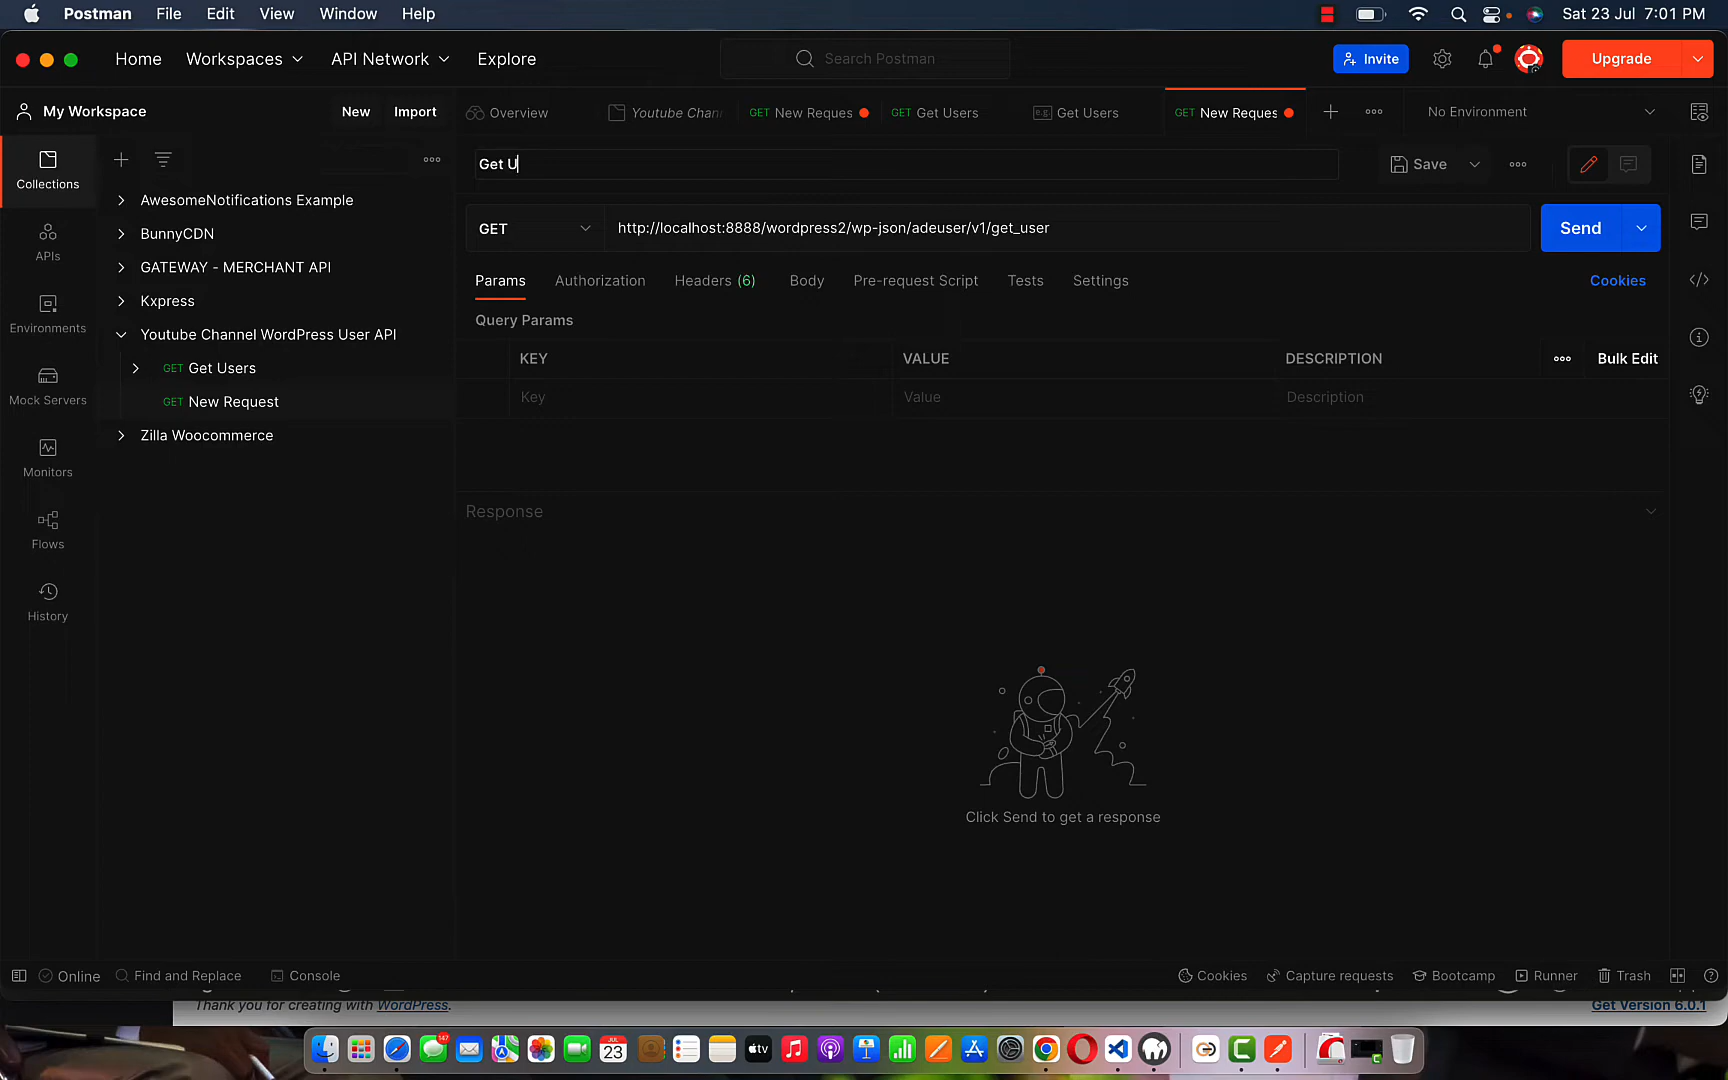 Postman File Edit View Window Help Sat 23 Jul 7:01 PM
Home Workspaces API Network Explore Search Postman Invite Upgrade
My Workspace New Import Overview Youtube Chan GET New Reques GET Get Users e.g. Get Users GET New Reques No Environment
Collections
APIs
Environments
Mock Servers
Monitors
Flows
History
AwesomeNotifications Example
BunnyCDN
GATEWAY - MERCHANT API
Kxpress
Youtube Channel WordPress User API
GET Get Users
GET New Request
Zilla Woocommerce
Get U Save
GET http://localhost:8888/wordpress2/wp-json/adeuser/v1/get_user Send
Params Authorization Headers (6) Body Pre-request Script Tests Settings Cookies
Query Params
KEY VALUE DESCRIPTION Bulk Edit
Key Value Description
Response
Click Send to get a response
Online Find and Replace Console Cookies Capture requests Bootcamp Runner Trash
Thank you for creating with WordPress. Get Version 6.0.1
147
JUL
23
tv